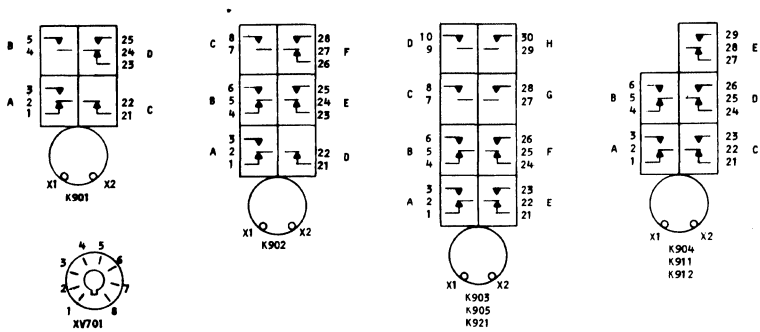 B 5 4 25 24 23 D
A 3 2 1 22 21 C
X1 X2
K901
C 8 7 28 27 26 F
B 6 5 4 25 24 23 E
A 3 2 1 22 21 D
X1 X2
K902
D 10 9 30 29 H
C 8 7 28 27 G
B 6 5 4 26 25 24 F
A 3 2 1 23 22 21 E
X1 X2
K903
K905
K921
29 28 27 E
B 6 5 4 26 25 24 D
A 3 2 1 23 22 21 C
X1 X2
K904
K911
K912
4 5
3 6
2 7
1 8
XV701